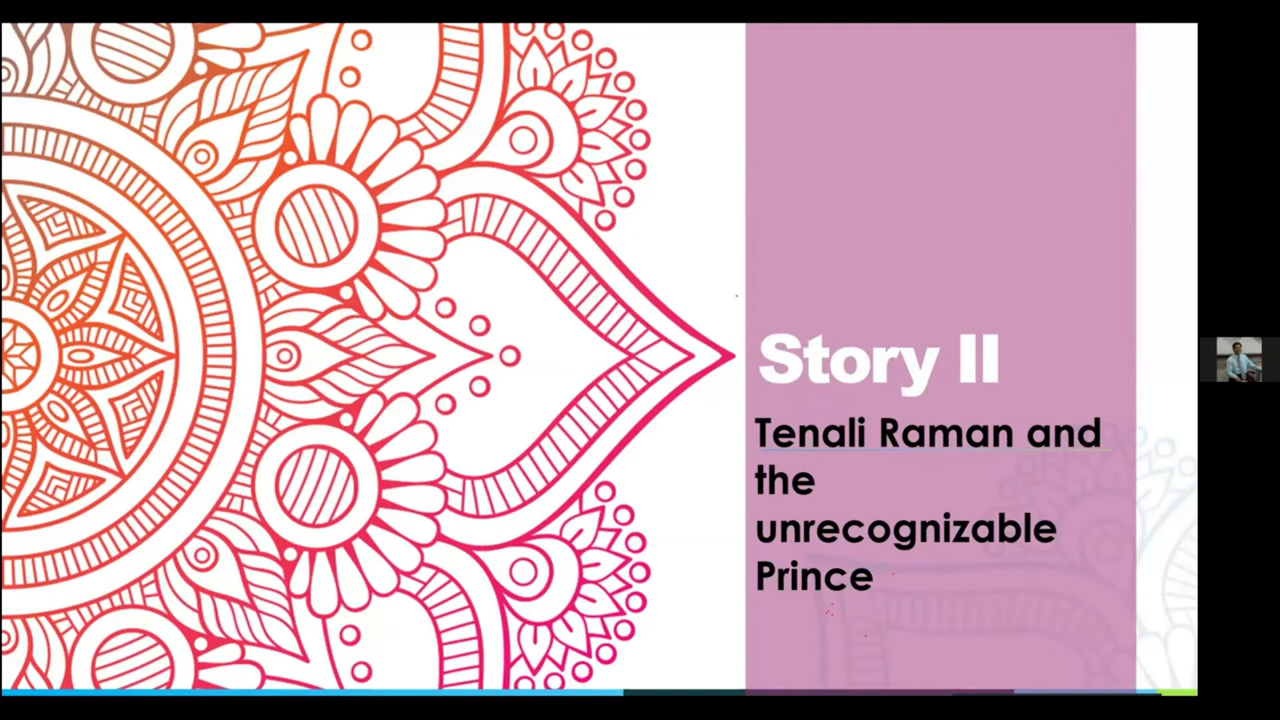 Story II
Tenali Raman and
the
unrecognizable
Prince